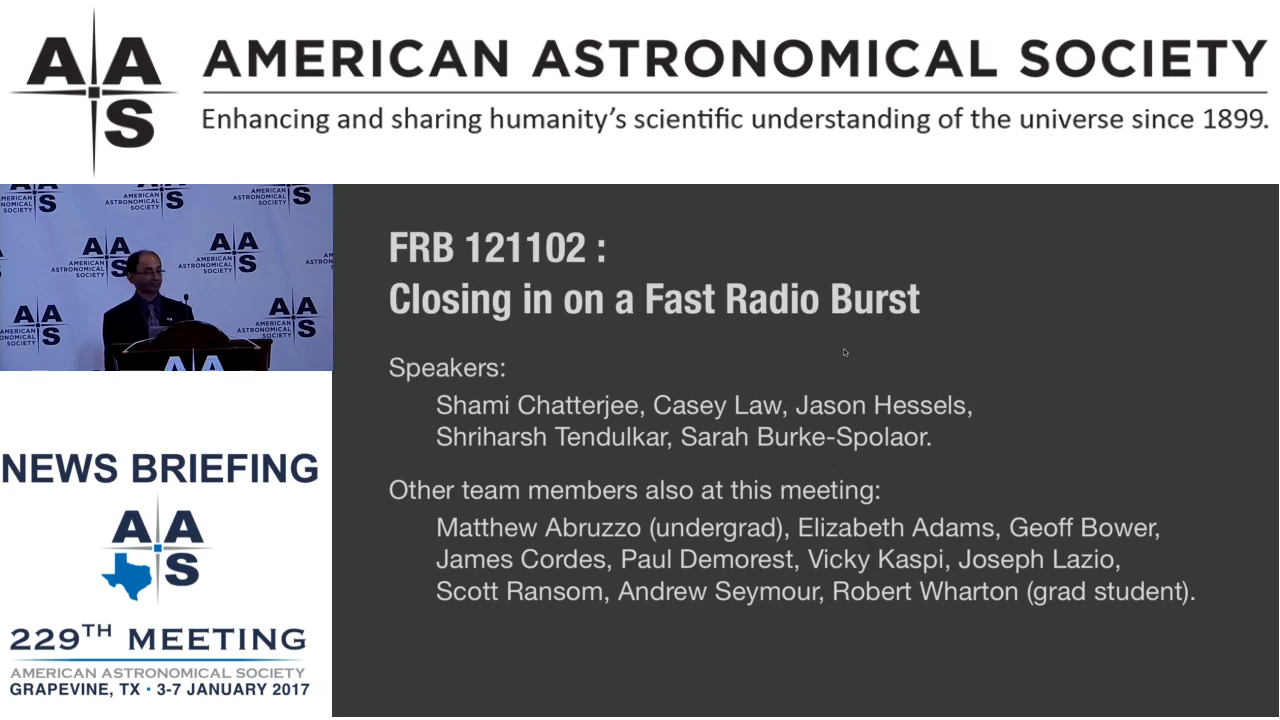 AMERICAN ASTRONOMICAL SOCIETY
Enhancing and sharing humanity's scientific understanding of the universe since 1899.
AAS
AMERICAN
ASTRONOMICAL
SOCIETY
FRB 121102 :
Closing in on a Fast Radio Burst
Speakers:
Shami Chatterjee, Casey Law, Jason Hessels,
Shriharsh Tendulkar, Sarah Burke-Spolaor.
Other team members also at this meeting:
Matthew Abruzzo (undergrad), Elizabeth Adams, Geoff Bower,
James Cordes, Paul Demorest, Vicky Kaspi, Joseph Lazio,
Scott Ransom, Andrew Seymour, Robert Wharton (grad student).
NEWS BRIEFING
AAS
229TH MEETING
AMERICAN ASTRONOMICAL SOCIETY
GRAPEVINE, TX • 3-7 JANUARY 2017